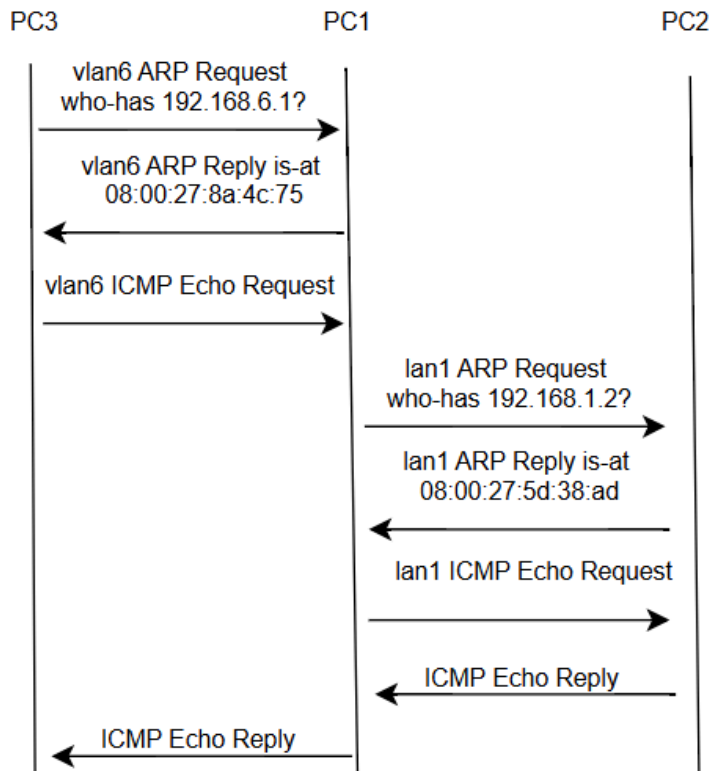 PC3 PC1 PC2
vlan6 ARP Request
who-has 192.168.6.1?
vlan6 ARP Reply is-at
08:00:27:8a:4c:75
vlan6 ICMP Echo Request
lan1 ARP Request
who-has 192.168.1.2?
lan1 ARP Reply is-at
08:00:27:5d:38:ad
lan1 ICMP Echo Request
ICMP Echo Reply
ICMP Echo Reply